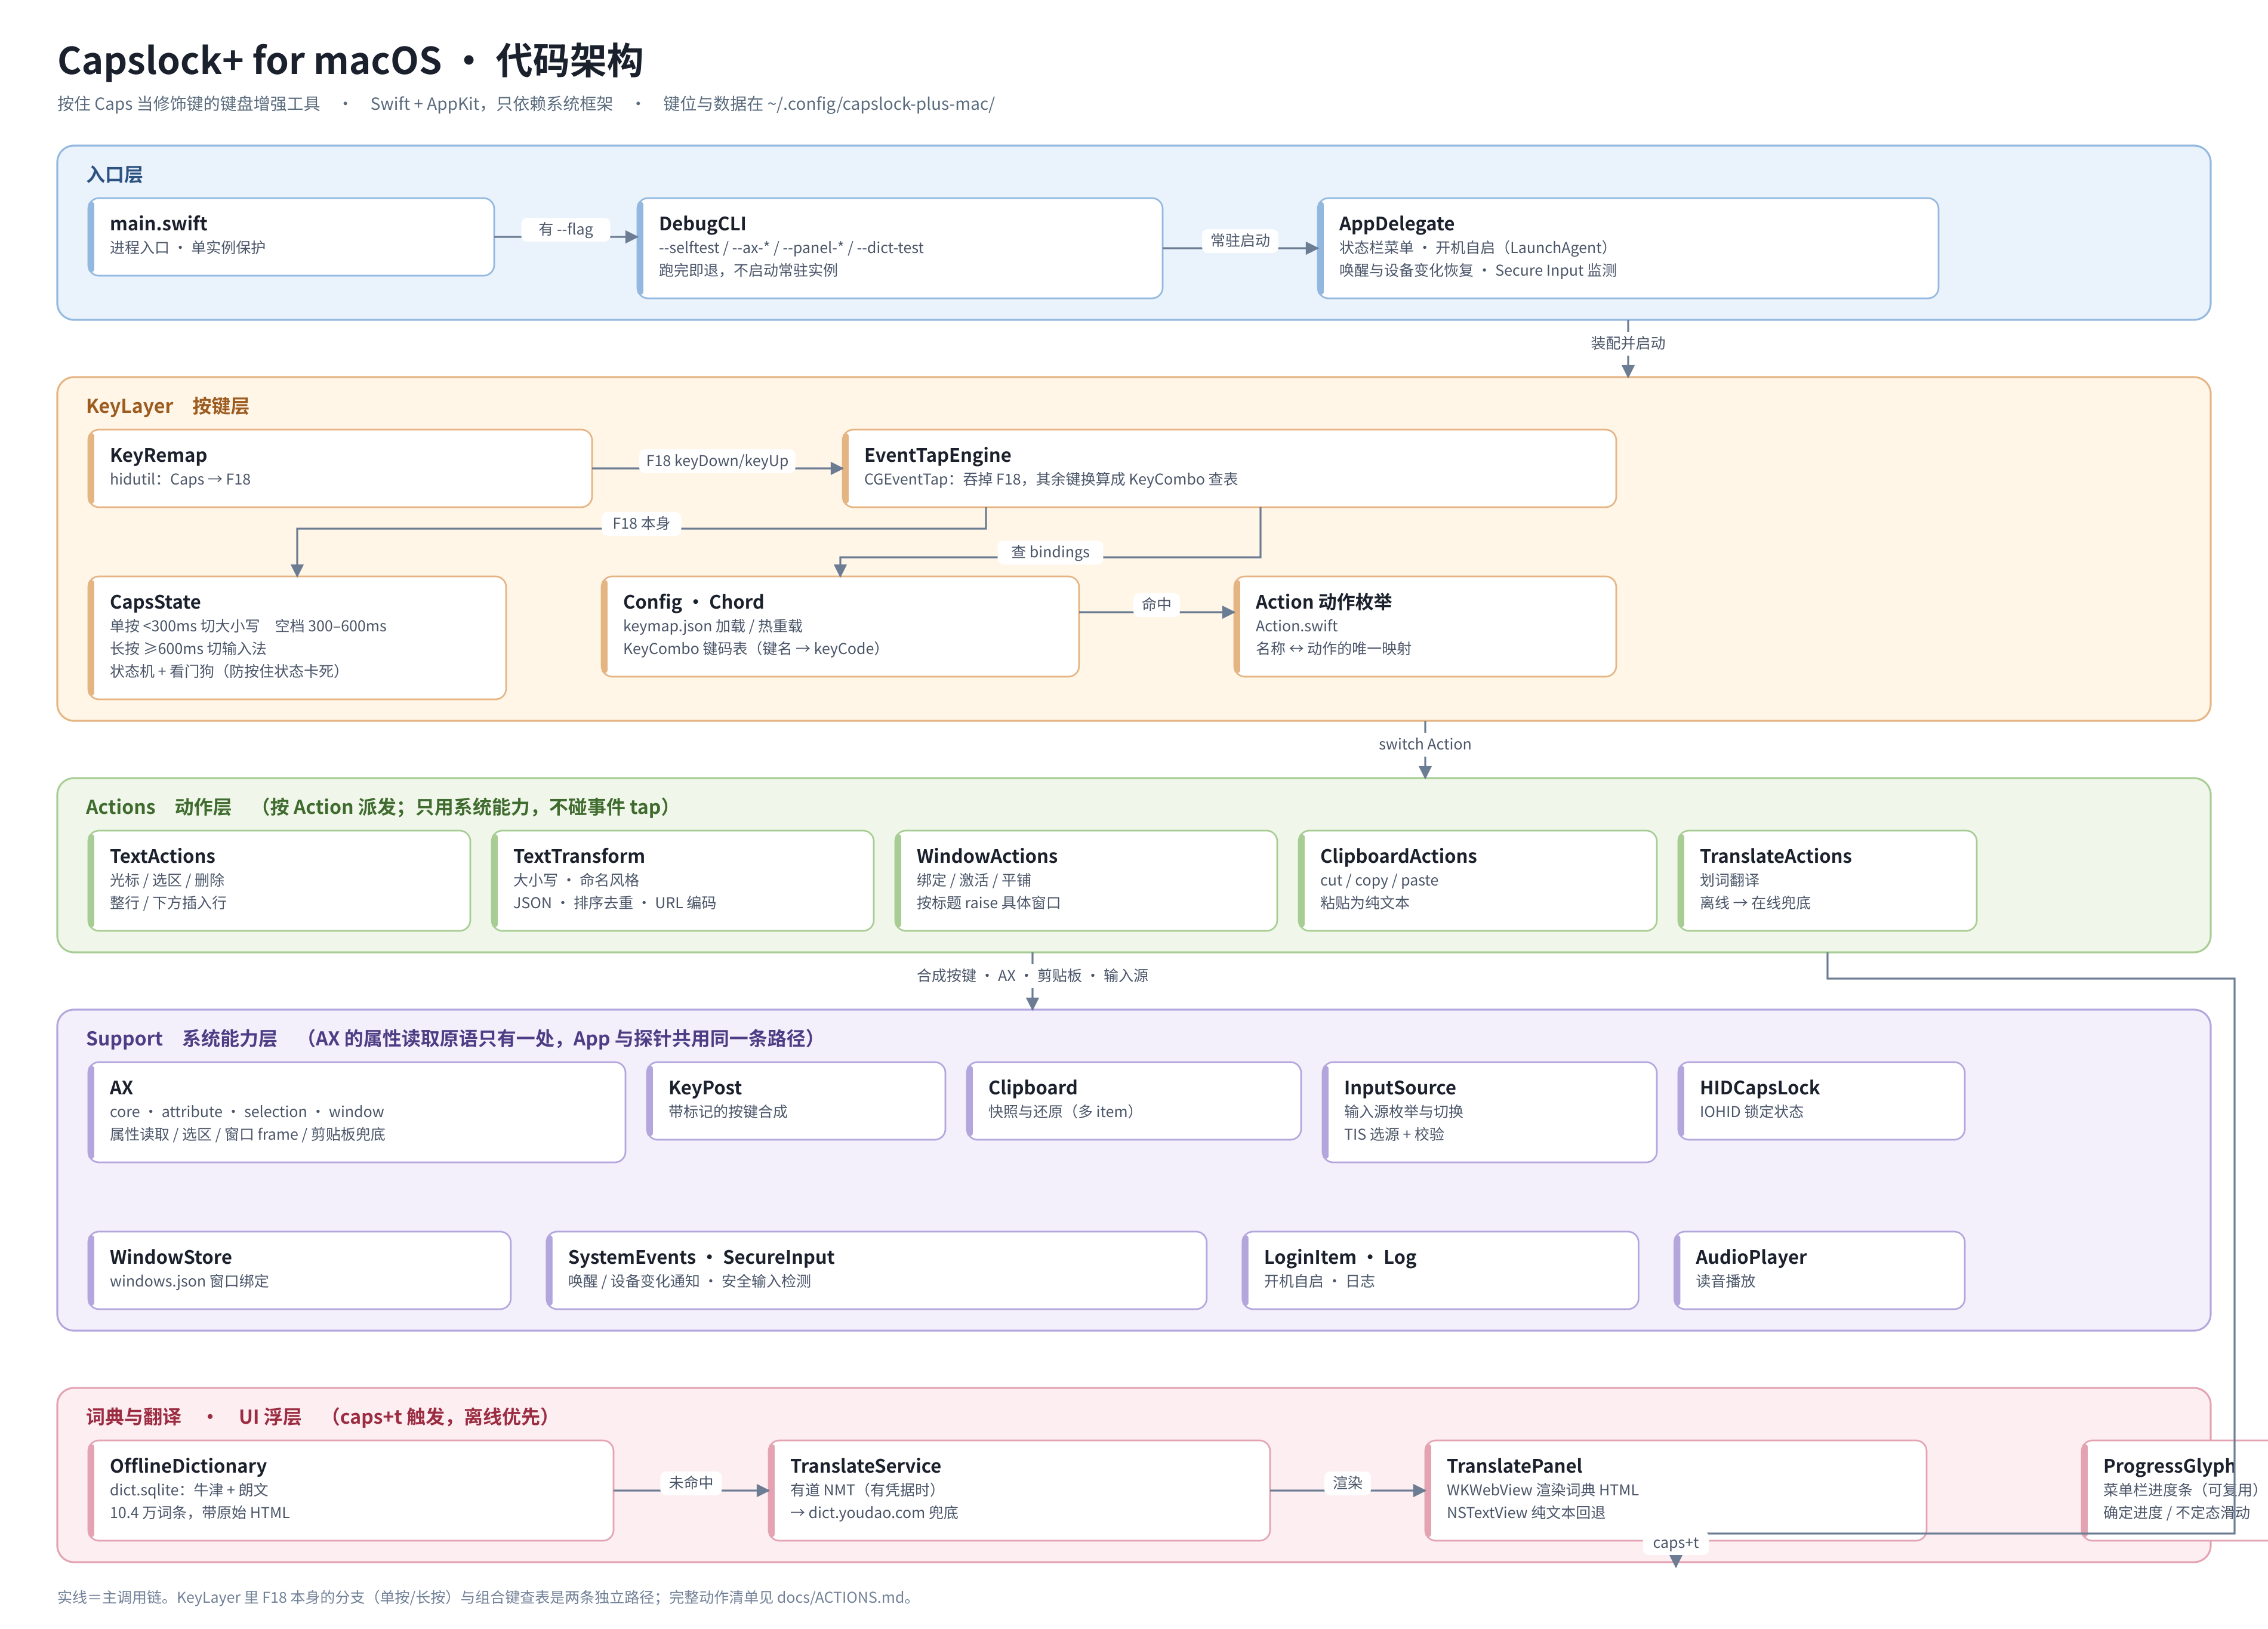 Capslock+ for macOS · 代码架构
按住 Caps 当修饰键的键盘增强工具 · Swift + AppKit，只依赖系统框架 · 键位与数据在 ~/.config/capslock-plus-mac/
入口层
main.swift
进程入口 · 单实例保护
有 --flag
DebugCLI
--selftest / --ax-* / --panel-* / --dict-test
跑完即退，不启动常驻实例
常驻启动
AppDelegate
状态栏菜单 · 开机自启（LaunchAgent）
唤醒与设备变化恢复 · Secure Input 监测
装配并启动
KeyLayer 按键层
KeyRemap
hidutil：Caps → F18
F18 keyDown/keyUp
EventTapEngine
CGEventTap：吞掉 F18，其余键换算成 KeyCombo 查表
F18 本身
查 bindings
CapsState
单按 <300ms 切大小写 空档 300–600ms
长按 ≥600ms 切输入法
状态机 + 看门狗（防按住状态卡死）
Config · Chord
keymap.json 加载 / 热重载
KeyCombo 键码表（键名 → keyCode）
命中
Action 动作枚举
Action.swift
名称 ↔ 动作的唯一映射
switch Action
Actions 动作层 （按 Action 派发；只用系统能力，不碰事件 tap）
TextActions
光标 / 选区 / 删除
整行 / 下方插入行
TextTransform
大小写 · 命名风格
JSON · 排序去重 · URL 编码
WindowActions
绑定 / 激活 / 平铺
按标题 raise 具体窗口
ClipboardActions
cut / copy / paste
粘贴为纯文本
TranslateActions
划词翻译
离线 → 在线兜底
合成按键 · AX · 剪贴板 · 输入源
Support 系统能力层 （AX 的属性读取原语只有一处，App 与探针共用同一条路径）
AX
core · attribute · selection · window
属性读取 / 选区 / 窗口 frame / 剪贴板兜底
KeyPost
带标记的按键合成
Clipboard
快照与还原（多 item）
InputSource
输入源枚举与切换
TIS 选源 + 校验
HIDCapsLock
IOHID 锁定状态
WindowStore
windows.json 窗口绑定
SystemEvents · SecureInput
唤醒 / 设备变化通知 · 安全输入检测
LoginItem · Log
开机自启 · 日志
AudioPlayer
读音播放
词典与翻译 · UI 浮层 （caps+t 触发，离线优先）
OfflineDictionary
dict.sqlite：牛津 + 朗文
10.4 万词条，带原始 HTML
未命中
TranslateService
有道 NMT（有凭据时）
→ dict.youdao.com 兜底
渲染
TranslatePanel
WKWebView 渲染词典 HTML
NSTextView 纯文本回退
ProgressGlyph
菜单栏进度条（可复用）
确定进度 / 不定态滑动
caps+t
实线＝主调用链。KeyLayer 里 F18 本身的分支（单按/长按）与组合键查表是两条独立路径；完整动作清单见 docs/ACTIONS.md。